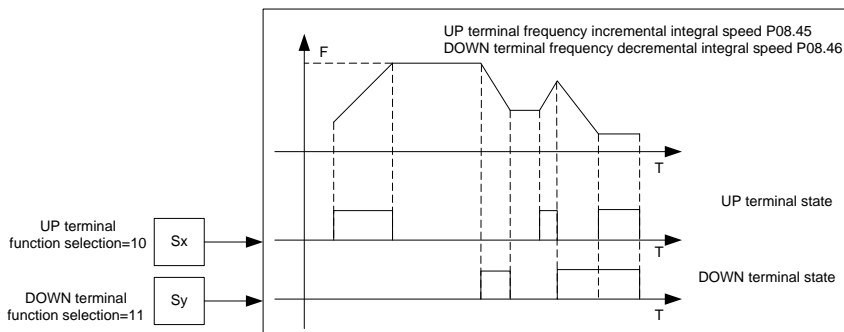 UP terminal frequency incremental integral speed P08.45
DOWN terminal frequency decremental integral speed P08.46
F
T
UP terminal state
UP terminal
function selection=10
Sx
T
DOWN terminal state
DOWN terminal
function selection=11
Sy
T